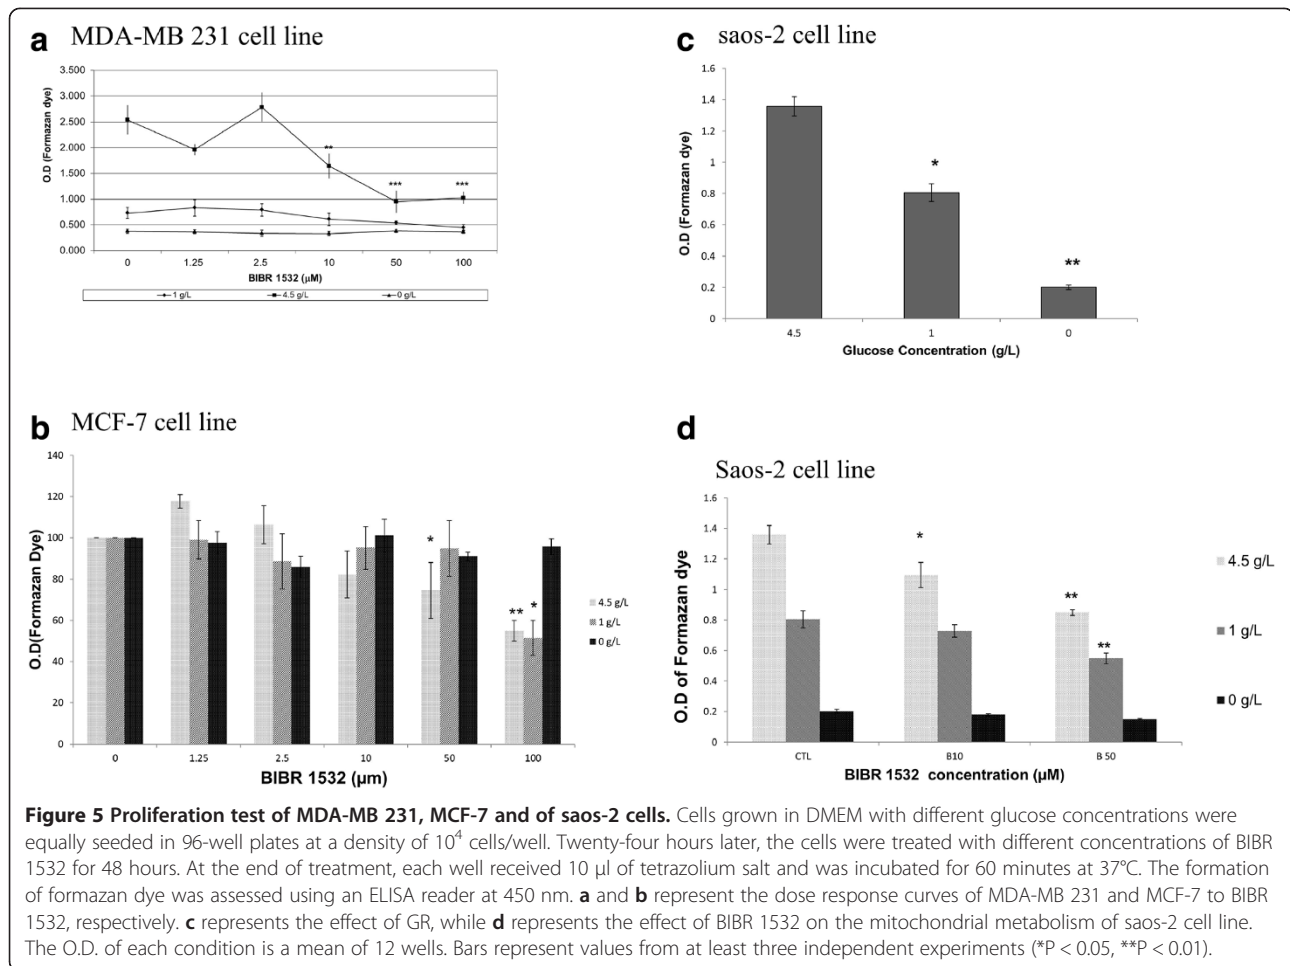 a MDA-MB 231 cell line
3.500
3.000
2.500
2.000
1.500
1.000
0.500
0.000
O.D (Formazan dye)
**
***
***
0 1.25 2.5 10 50 100
BIBR 1532 (µM)
1 g/L 4.5 g/L 0 g/L
c saos-2 cell line
1.6
1.4
1.2
1
0.8
0.6
0.4
0.2
0
O.D (Formazan dye)
*
**
4.5 1 0
Glucose Concentration (g/L)
b MCF-7 cell line
140
120
100
80
60
40
20
0
O.D(Formazan Dye)
*
** *
0 1.25 2.5 10 50 100
BIBR 1532 (µm)
4.5 g/L
1 g/L
0 g/L
d
Saos-2 cell line
1.6
1.4
1.2
1
0.8
0.6
0.4
0.2
0
O.D of Formazan dye
*
**
**
CTL B10 B 50
BIBR 1532 concentration (µM)
4.5 g/L
1 g/L
0 g/L
Figure 5 Proliferation test of MDA-MB 231, MCF-7 and of saos-2 cells. Cells grown in DMEM with different glucose concentrations were
equally seeded in 96-well plates at a density of 10⁴ cells/well. Twenty-four hours later, the cells were treated with different concentrations of BIBR
1532 for 48 hours. At the end of treatment, each well received 10 µl of tetrazolium salt and was incubated for 60 minutes at 37°C. The formation
of formazan dye was assessed using an ELISA reader at 450 nm. a and b represent the dose response curves of MDA-MB 231 and MCF-7 to BIBR
1532, respectively. c represents the effect of GR, while d represents the effect of BIBR 1532 on the mitochondrial metabolism of saos-2 cell line.
The O.D. of each condition is a mean of 12 wells. Bars represent values from at least three independent experiments (*P < 0.05, **P < 0.01).